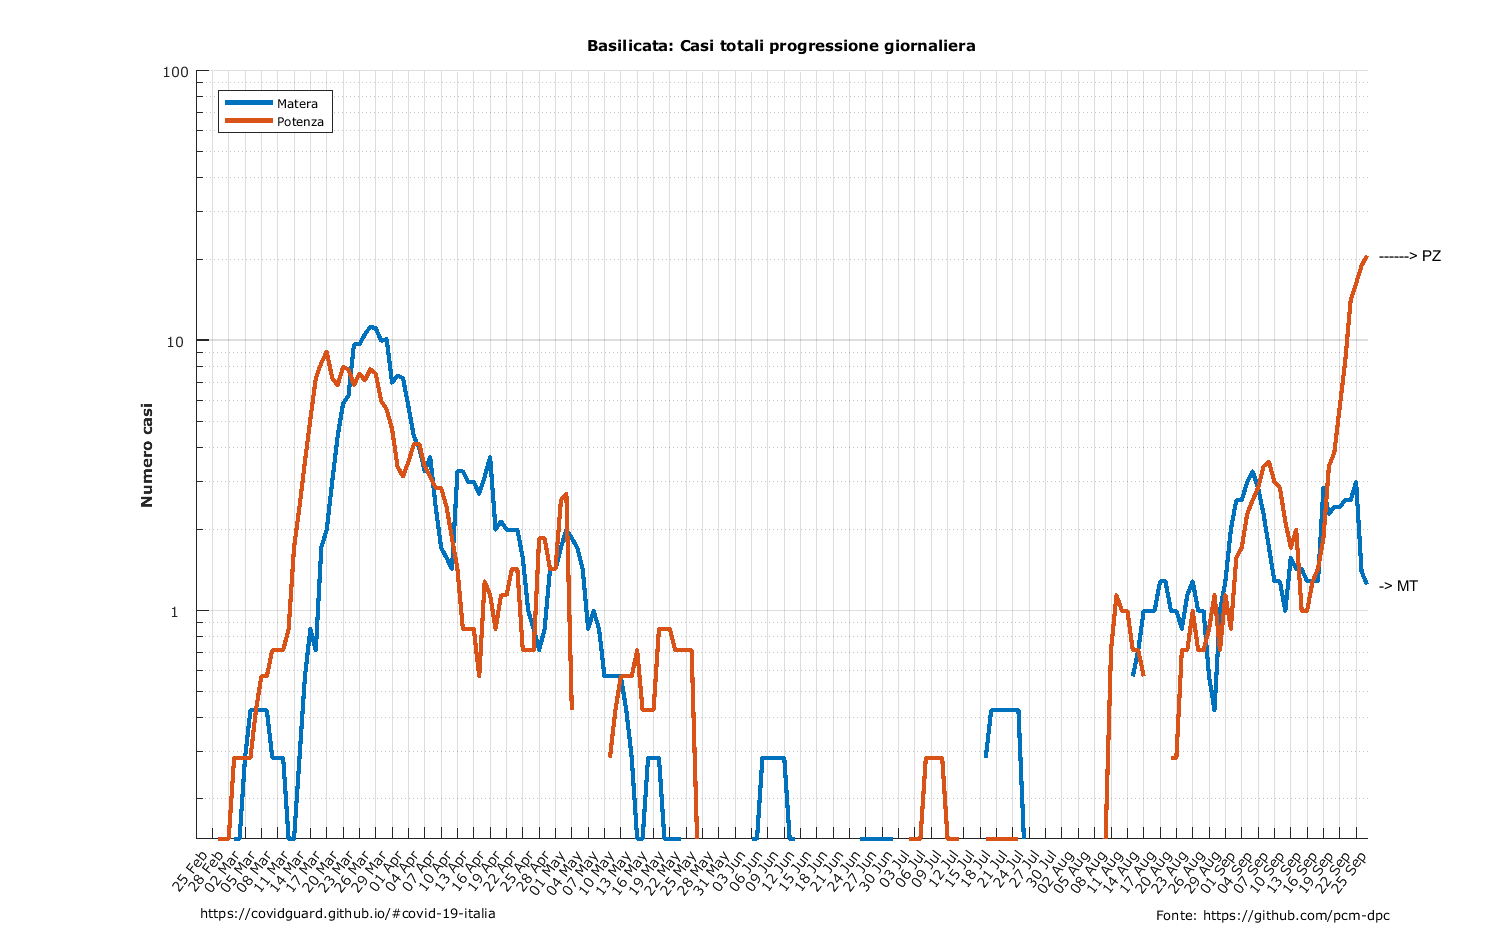 Basilicata: Casi totali progressione giornaliera
100
Matera
Potenza
------> PZ
10
Numero casi
-> MT
1
25 Feb
28 Feb
02 Mar
05 Mar
08 Mar
11 Mar
14 Mar
17 Mar
20 Mar
23 Mar
26 Mar
29 Mar
01 Apr
04 Apr
07 Apr
10 Apr
13 Apr
16 Apr
19 Apr
22 Apr
25 Apr
28 Apr
01 May
04 May
07 May
10 May
13 May
16 May
19 May
22 May
25 May
28 May
31 May
03 Jun
06 Jun
09 Jun
12 Jun
15 Jun
18 Jun
21 Jun
24 Jun
27 Jun
30 Jun
03 Jul
06 Jul
09 Jul
12 Jul
15 Jul
18 Jul
21 Jul
24 Jul
27 Jul
30 Jul
02 Aug
05 Aug
08 Aug
11 Aug
14 Aug
17 Aug
20 Aug
23 Aug
26 Aug
29 Aug
01 Sep
04 Sep
07 Sep
10 Sep
13 Sep
16 Sep
19 Sep
22 Sep
25 Sep
https://covidguard.github.io/#covid-19-italia
Fonte: https://github.com/pcm-dpc